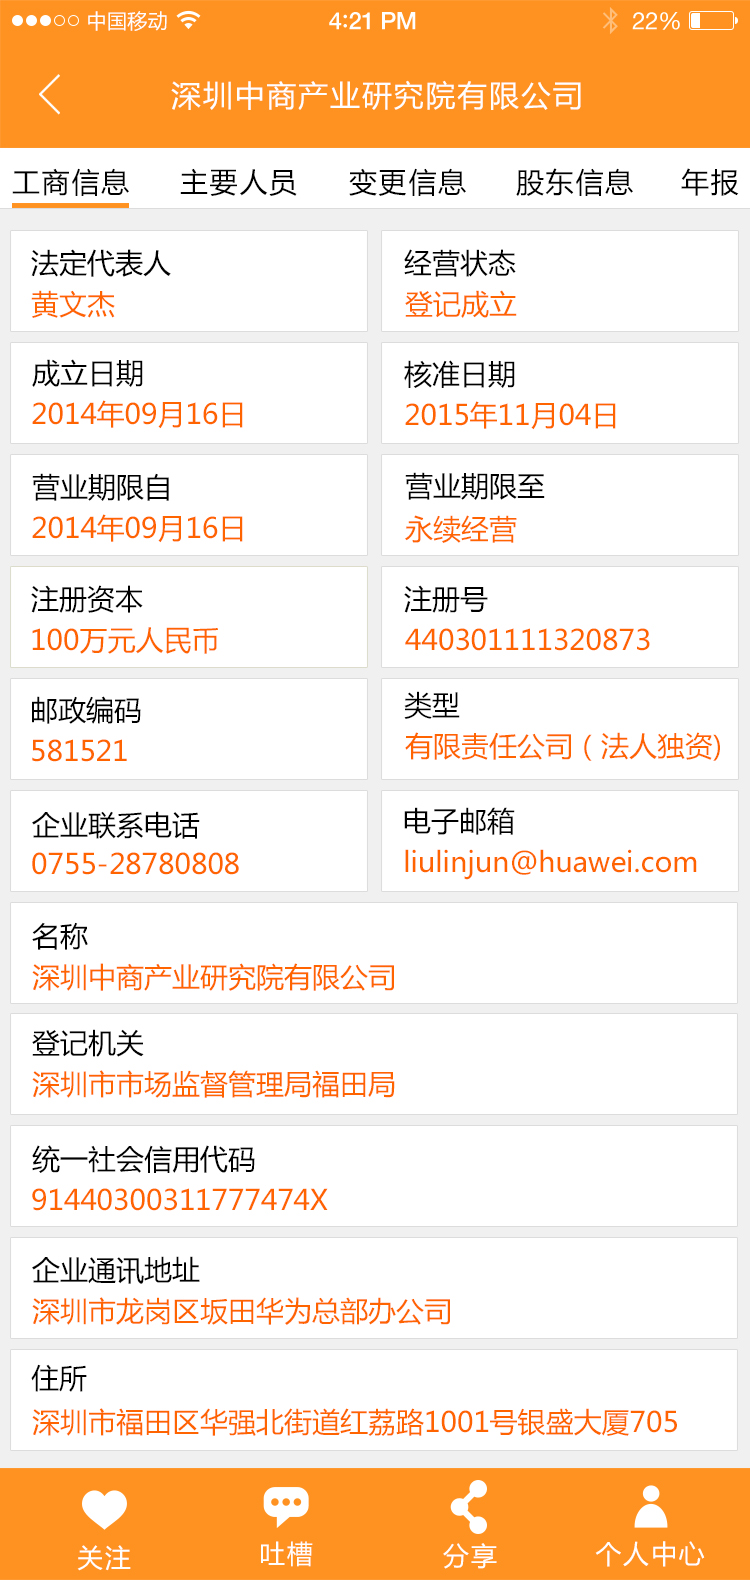 中国移动 4:21 PM 22%
深圳中商产业研究院有限公司
工商信息 主要人员 变更信息 股东信息 年报
法定代表人 经营状态
黄文杰 登记成立
成立日期 核准日期
2014年09月16日 2015年11月04日
营业期限自 营业期限至
2014年09月16日 永续经营
注册资本 注册号
100万元人民币 440301111320873
邮政编码 类型
581521 有限责任公司 ( 法人独资)
企业联系电话 电子邮箱
0755-28780808 liulinjun@huawei.com
名称
深圳中商产业研究院有限公司
登记机关
深圳市市场监督管理局福田局
统一社会信用代码
91440300311777474X
企业通讯地址
深圳市龙岗区坂田华为总部办公司
住所
深圳市福田区华强北街道红荔路1001号银盛大厦705
关注 吐槽 分享 个人中心